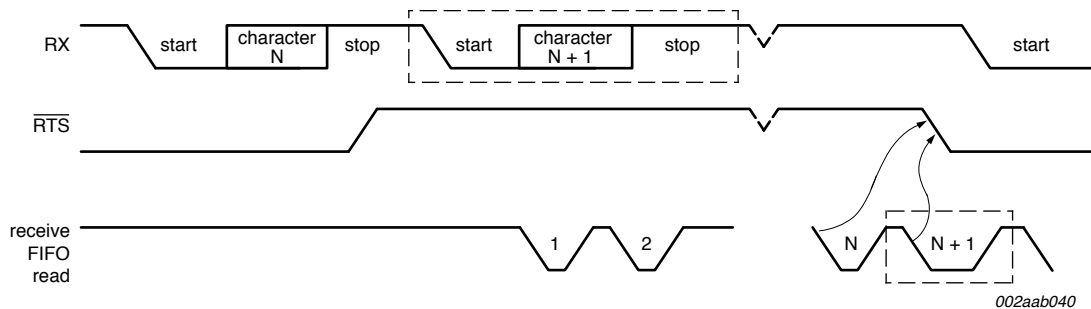 RX
start
character
N
stop
start
character
N + 1
stop
start
RTS
receive
FIFO
read
1
2
N
N + 1
002aab040